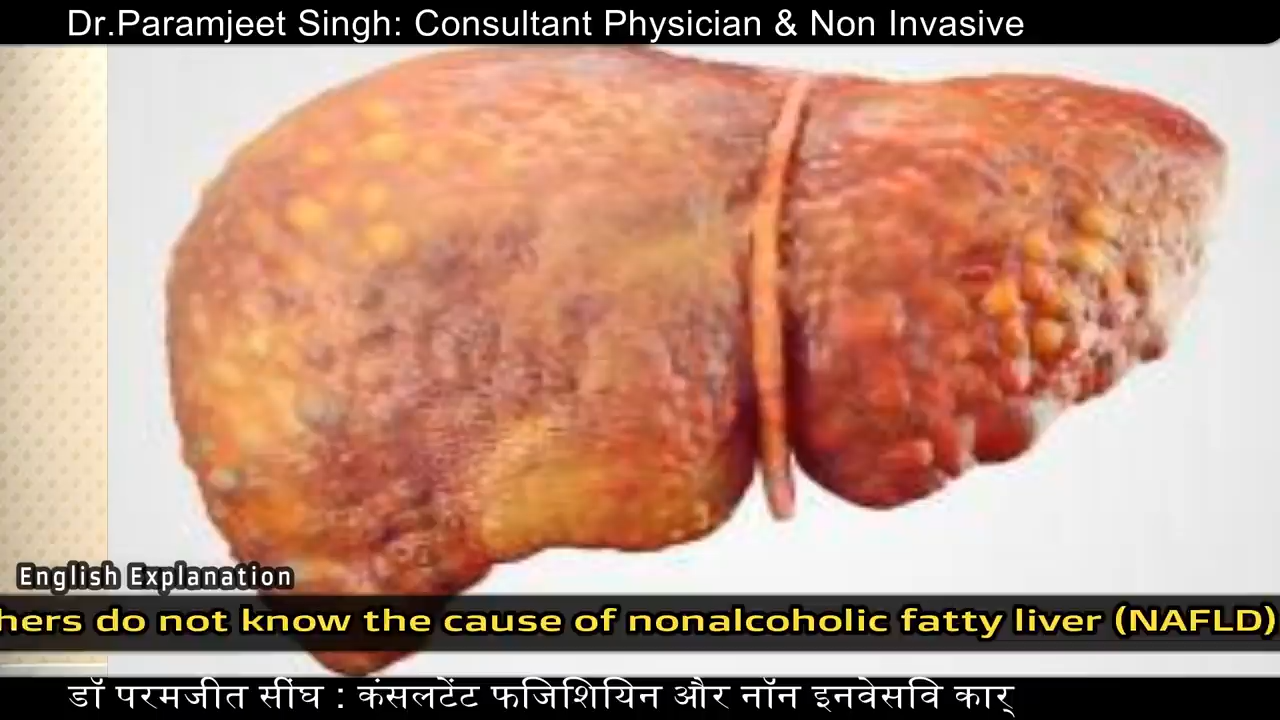 Dr.Paramjeet Singh: Consultant Physician & Non Invasive
English Explanation
do not know the cause of nonalcoholic fatty liver (NAFLD)
डॉ परमजीत सींघ : कंसलटेंट फजिशियिन और नॉन इनवेसवि कार्